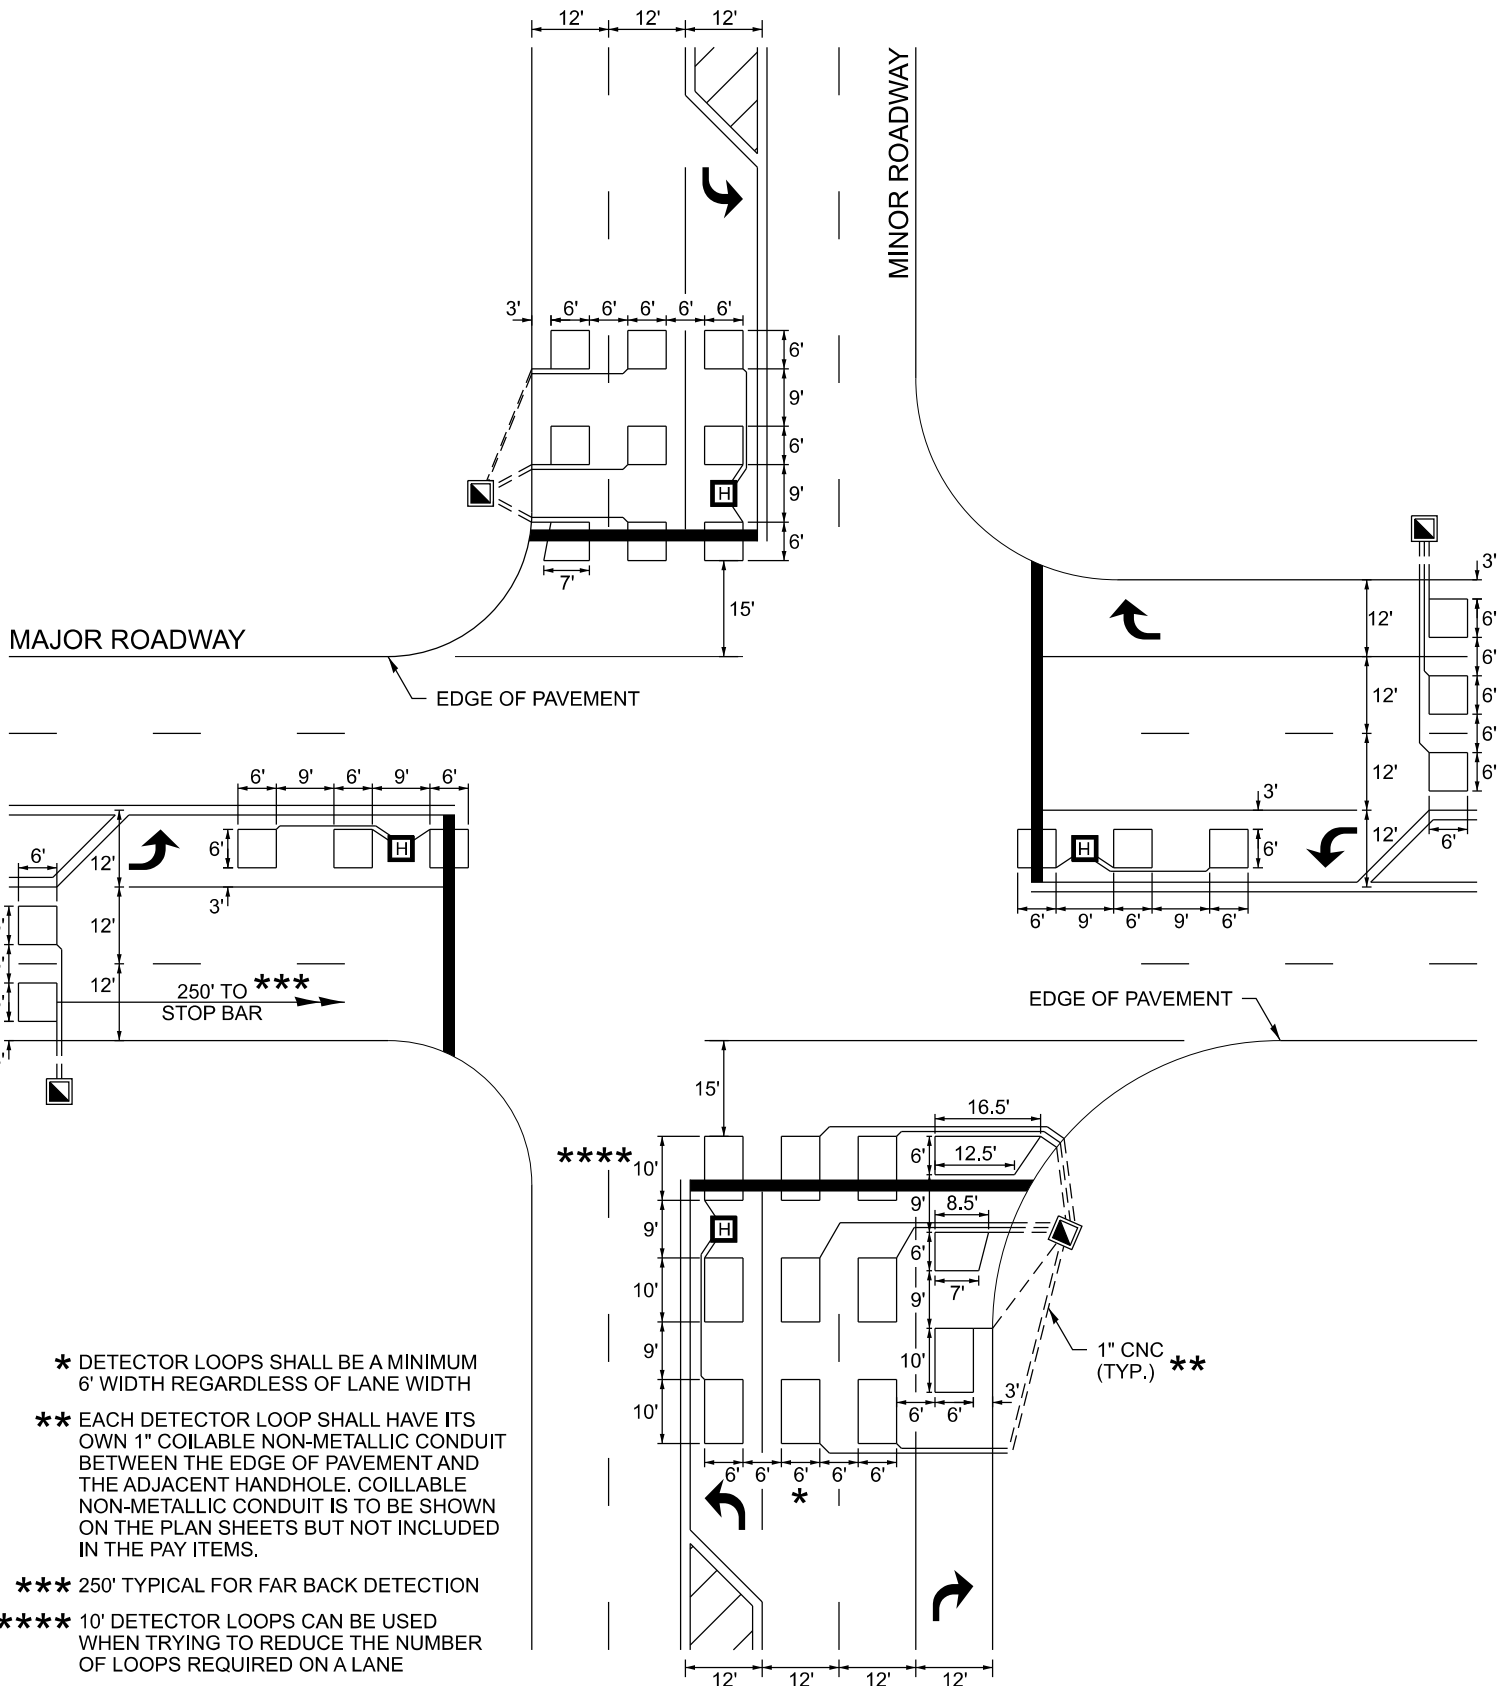 12' 12' 12'
MINOR ROADWAY
3' 6' 6' 6' 6' 6'
6'
9'
6'
9'
H
6'
7'
15'
3'
12' 6'
6'
12' 6'
6'
12' 6'
MAJOR ROADWAY
EDGE OF PAVEMENT
6' 9' 6' 9' 6'
3'
6' 12' 6' H
H 6' 12' 6'
3'
12'
6' 9' 6' 9' 6'
12'
250' TO ***
STOP BAR
EDGE OF PAVEMENT
15'
16.5'
**** 10' 6' 12.5'
9' 8.5'
H
9' 6'
10' 7'
9'
9' 10'
1" CNC
(TYP.) **
10' 6' 6' 3'
6' 6' 6' 6' 6'
*
* DETECTOR LOOPS SHALL BE A MINIMUM
6' WIDTH REGARDLESS OF LANE WIDTH
** EACH DETECTOR LOOP SHALL HAVE ITS
OWN 1" COILABLE NON-METALLIC CONDUIT
BETWEEN THE EDGE OF PAVEMENT AND
THE ADJACENT HANDHOLE. COILLABLE
NON-METALLIC CONDUIT IS TO BE SHOWN
ON THE PLAN SHEETS BUT NOT INCLUDED
IN THE PAY ITEMS.
*** 250' TYPICAL FOR FAR BACK DETECTION
**** 10' DETECTOR LOOPS CAN BE USED
WHEN TRYING TO REDUCE THE NUMBER
OF LOOPS REQUIRED ON A LANE
12' 12' 12' 12'